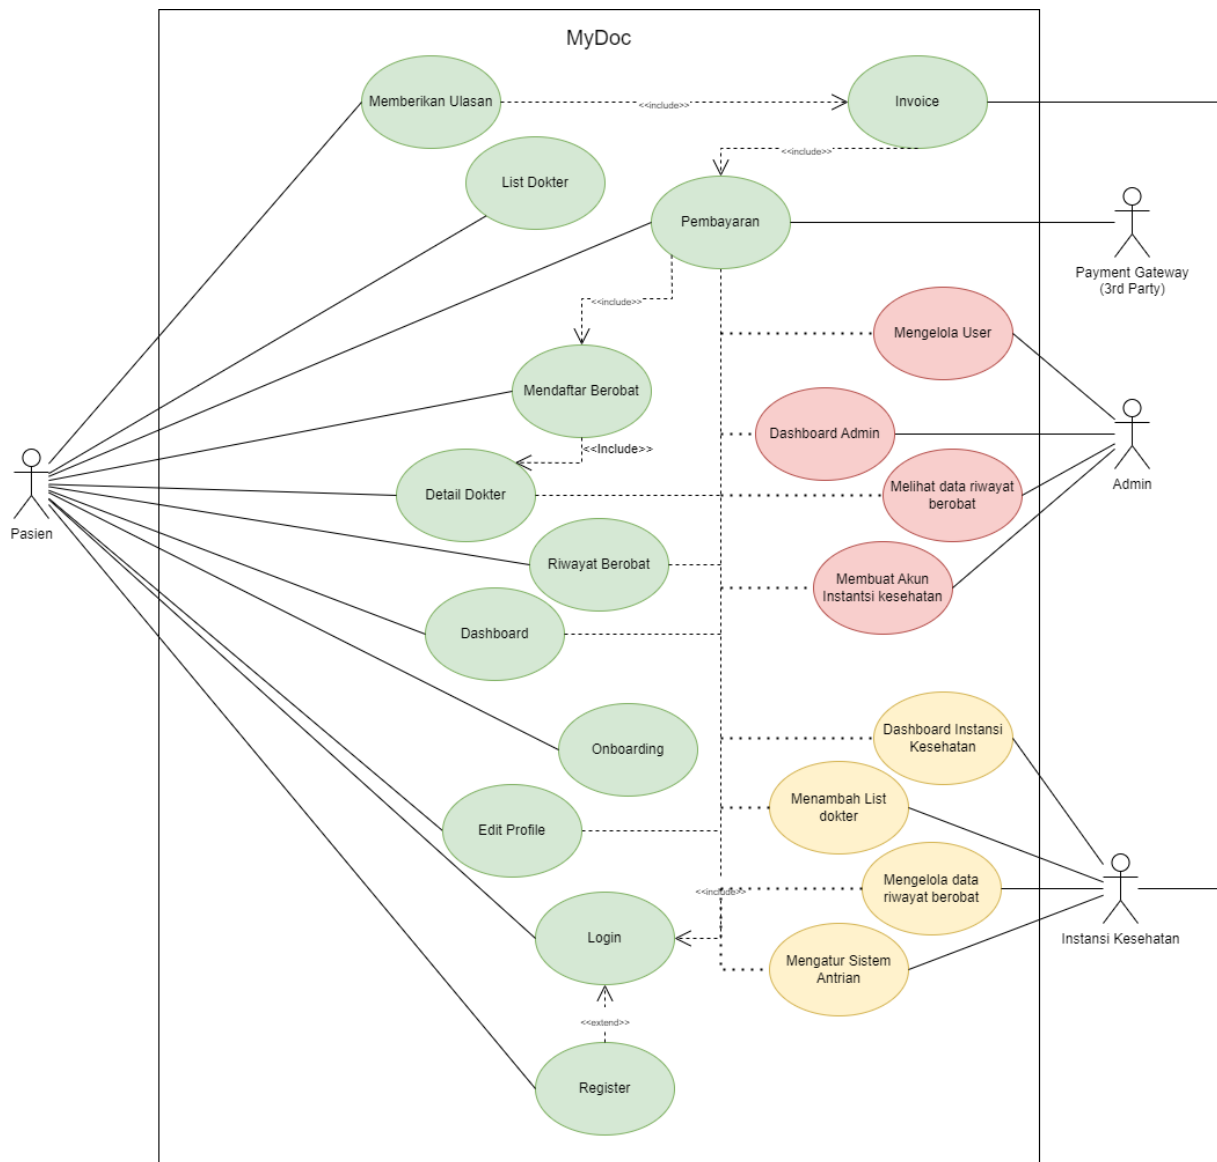 MyDoc
Memberikan Ulasan
<<include>>
Invoice
<<include>>
List Dokter
Pembayaran
Payment Gateway
(3rd Party)
<<include>>
Mengelola User
Mendaftar Berobat
Dashboard Admin
<<Include>>
Detail Dokter
Melihat data riwayat
berobat
Admin
Pasien
Riwayat Berobat
Membuat Akun
Instantsi kesehatan
Dashboard
Onboarding
Dashboard Instansi
Kesehatan
Menambah List
dokter
Edit Profile
Mengelola data
riwayat berobat
<<include>>
Login
Instansi Kesehatan
Mengatur Sistem
Antrian
<<extend>>
Register